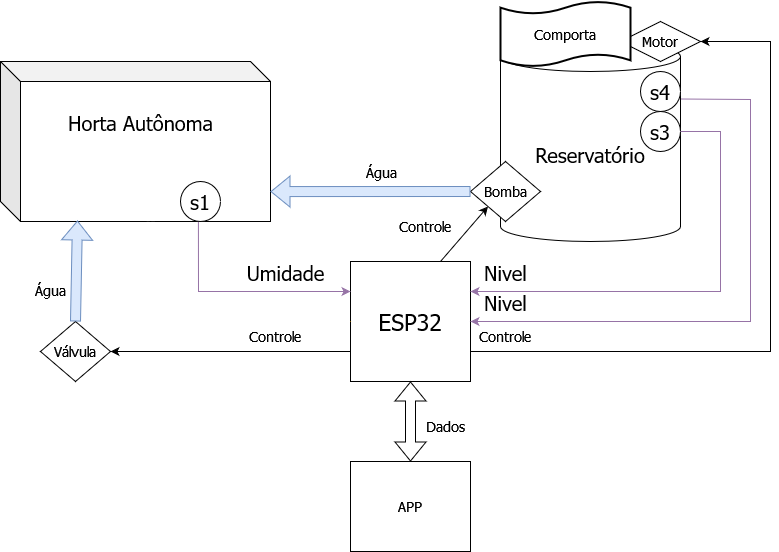 Comporta
Motor
s4
Horta Autônoma
s3
Reservatório
Água
Bomba
s1
Controle
Umidade
Nivel
Água
Nivel
ESP32
Controle
Controle
Válvula
Dados
APP